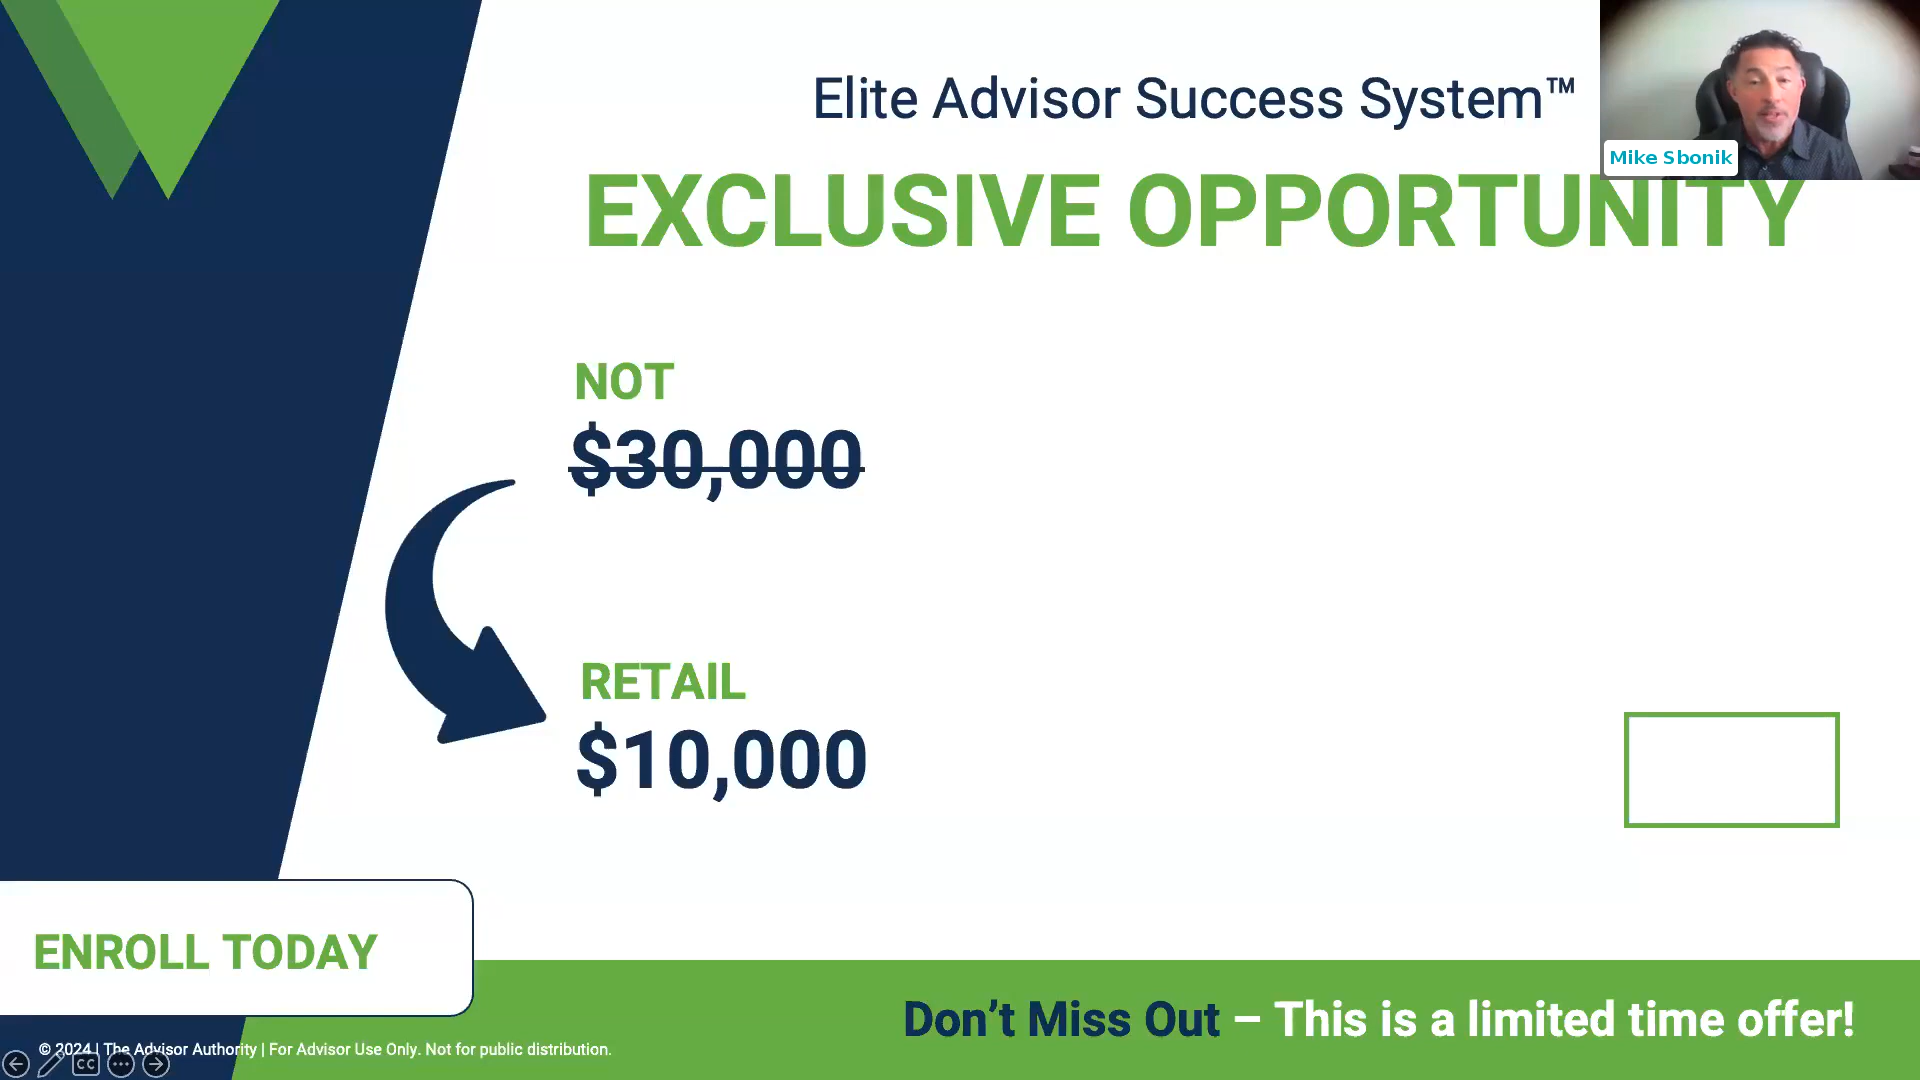 Elite Advisor Success System™
Mike Sbonik
EXCLUSIVE OPPORTUNITY
NOT
$30,000
RETAIL
$10,000
ENROLL TODAY
Don’t Miss Out – This is a limited time offer!
© 2024 | The Advisor Authority | For Advisor Use Only. Not for public distribution.
CC